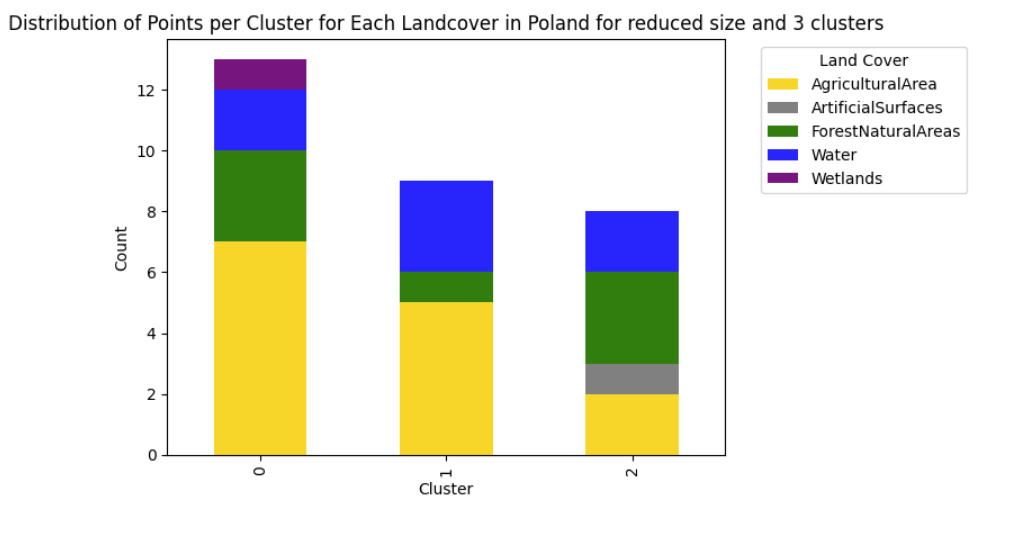 Distribution of Points per Cluster for Each Landcover in Poland for reduced size and 3 clusters
Land Cover
AgriculturalArea
ArtificialSurfaces
ForestNaturalAreas
Water
Wetlands
12
10
8
6
4
2
0
Count
0
1
2
Cluster